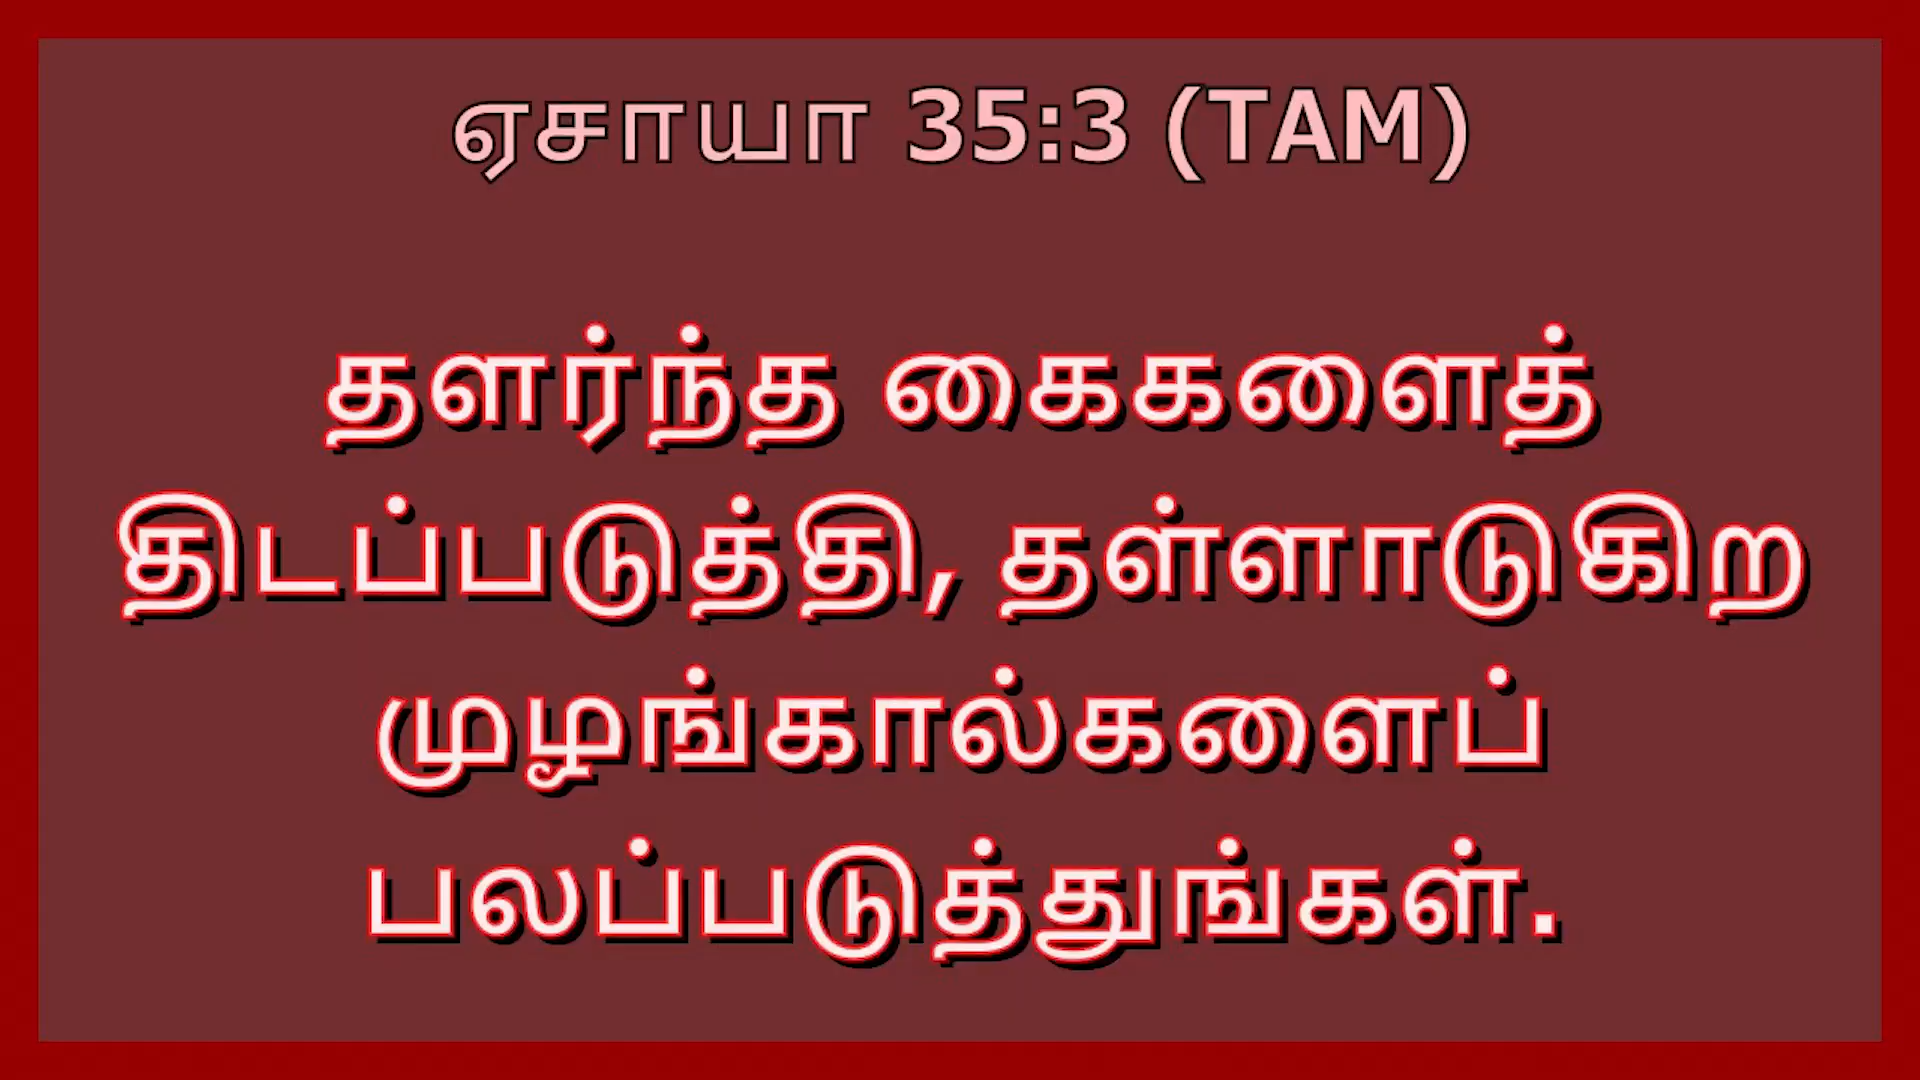 ஏசாயா 35:3 (TAM)
தளர்ந்த கைகளைத்
திடப்படுத்தி, தள்ளாடுகிற
முழங்கால்களைப்
பலப்படுத்துங்கள்.